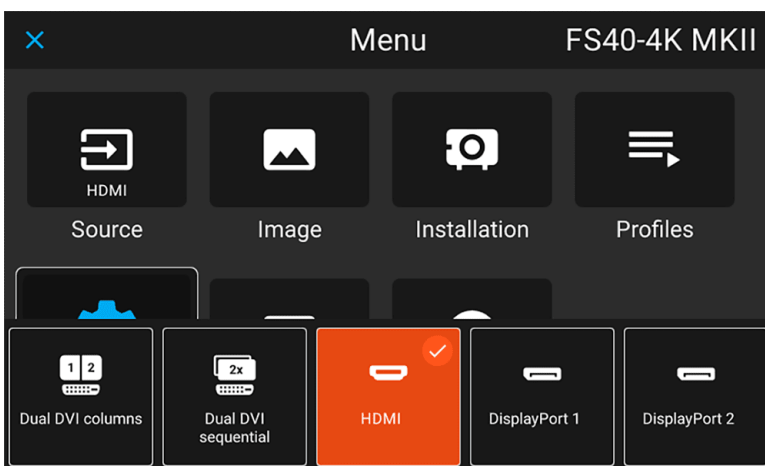 Menu
FS40-4K MKII
HDMI
Source
Image
Installation
Profiles
1 2
Dual DVI columns
2x
Dual DVI
sequential
HDMI
DisplayPort 1
DisplayPort 2